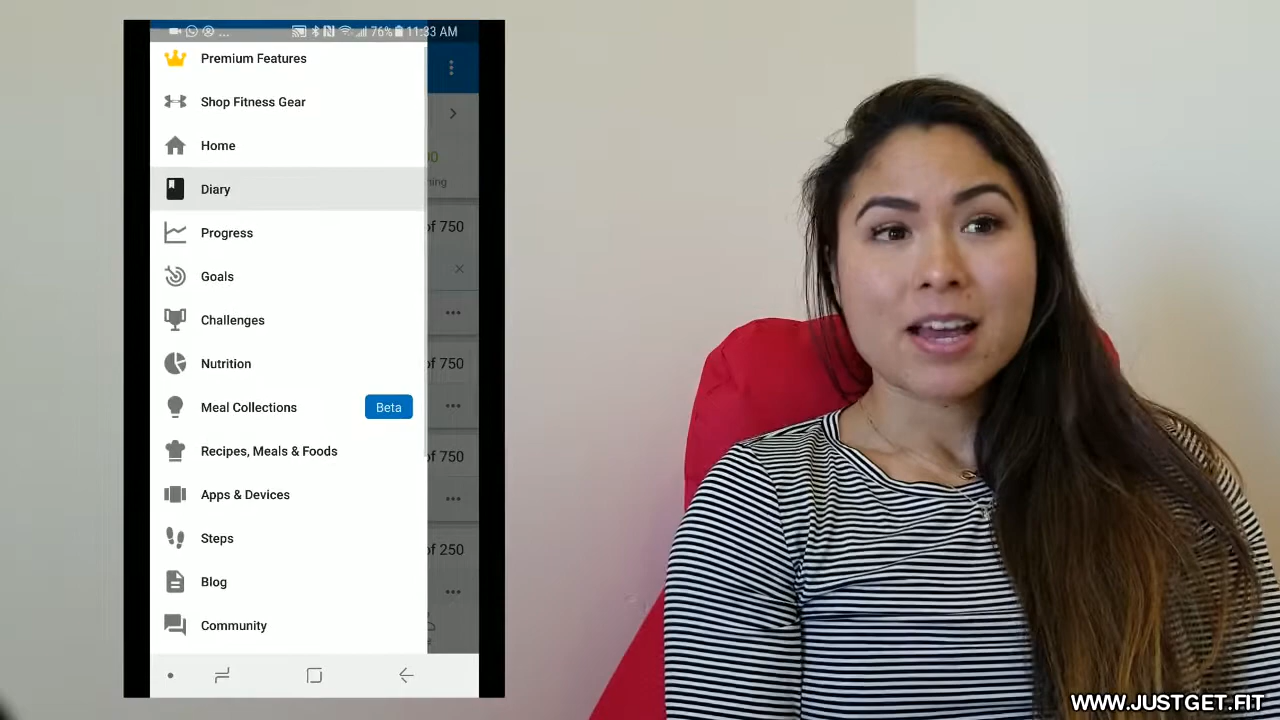 ... 76% 11:33 AM
Premium Features
Shop Fitness Gear
Home
Diary
Progress
Goals
Challenges
Nutrition
Meal Collections Beta
Recipes, Meals & Foods
Apps & Devices
Steps
Blog
Community
of 750
of 750
of 750
of 250
WWW.JUSTGET.FIT